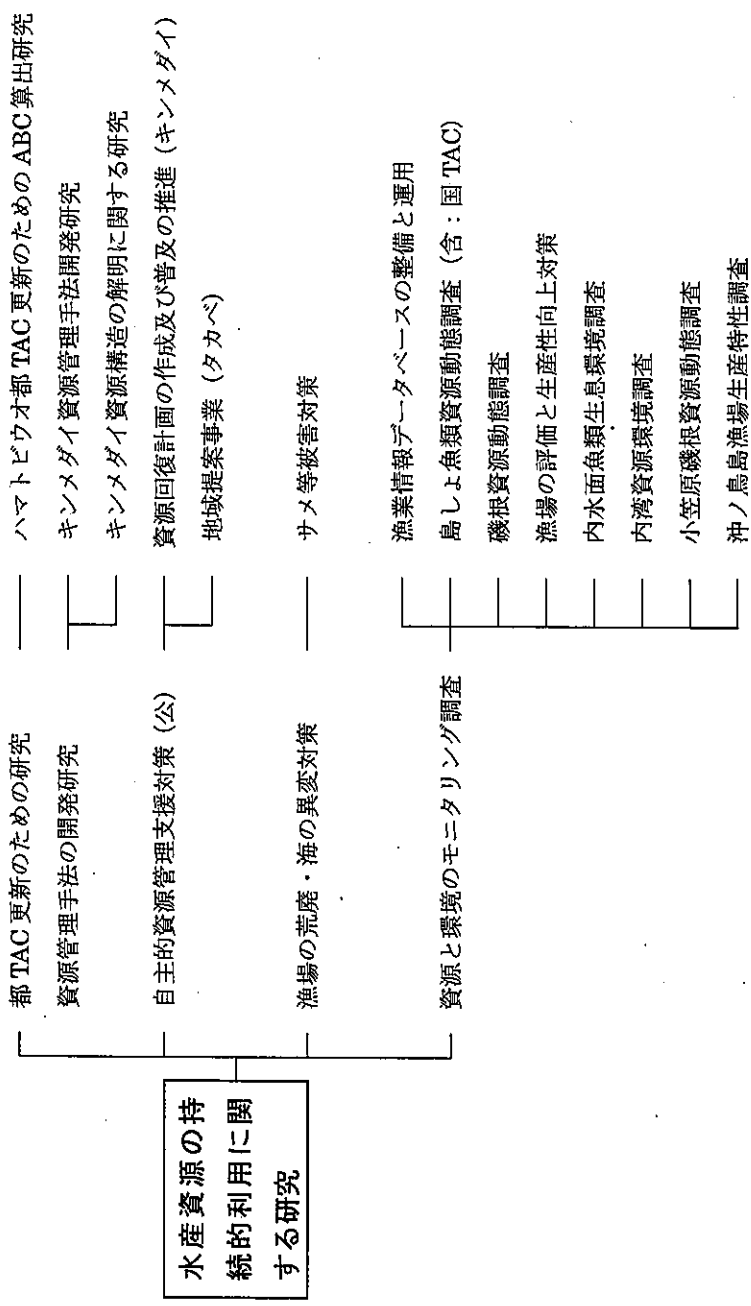 水産資源の持
続的利用に関
する研究
都TAC更新のための研究
資源管理手法の開発研究
自主的資源管理支援対策(公)
漁場の荒廃・海の異変対策
資源と環境のモニタリング調査
ハマトビウオ都TAC更新のためのABC算出研究
キンメダイ資源管理手法開発研究
キンメダイ資源構造の解明に関する研究
資源回復計画の作成及び普及の推進(キンメダイ)
地域提案事業(タカベ)
サメ等被害対策
漁業情報データベースの整備と運用
島しょ魚類資源動態調査(含:国TAC)
磯根資源動態調査
漁場の評価と生産性向上対策
内水面魚類生息環境調査
内湾資源環境調査
小笠原磯根資源動態調査
沖ノ鳥島漁場生産特性調査